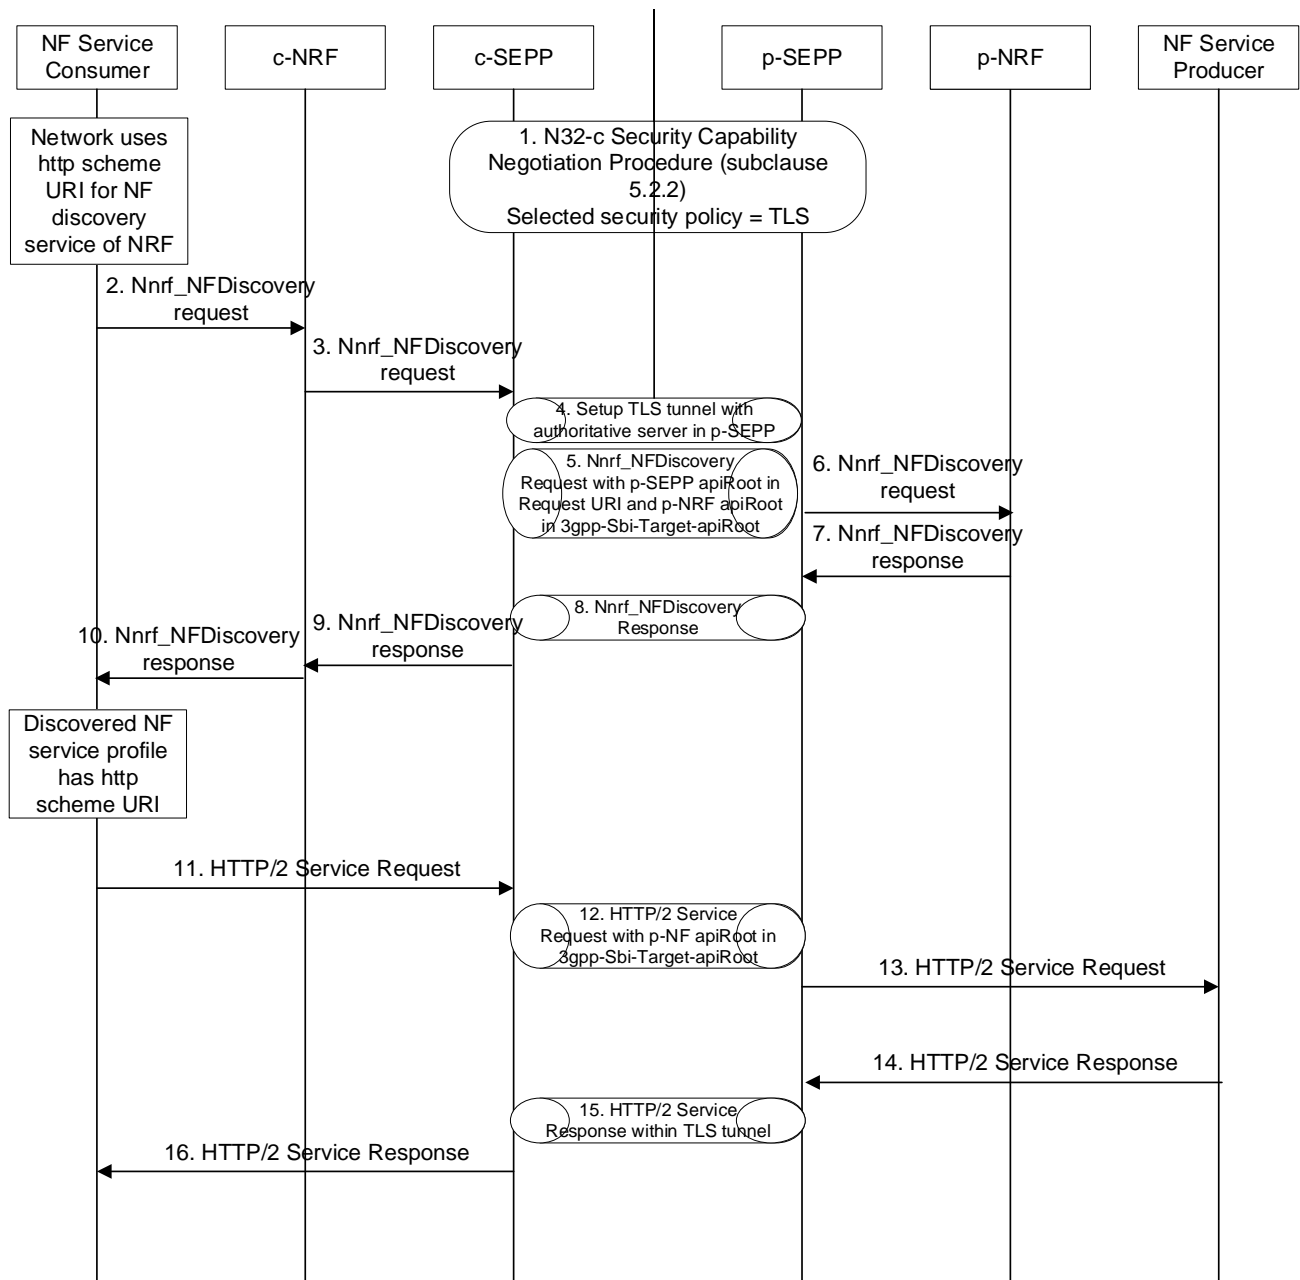 NF Service
Consumer
c-NRF
c-SEPP
p-SEPP
p-NRF
NF Service
Producer
Network uses
http scheme
URI for NF
discovery
service of NRF
1. N32-c Security Capability
Negotiation Procedure (subclause
5.2.2)
Selected security policy = TLS
2. Nnrf_NFDiscovery
request
3. Nnrf_NFDiscovery
request
4. Setup TLS tunnel with
authoritative server in p-SEPP
5. Nnrf_NFDiscovery
Request with p-SEPP apiRoot in
Request URI and p-NRF apiRoot
in 3gpp-Sbi-Target-apiRoot
6. Nnrf_NFDiscovery
request
7. Nnrf_NFDiscovery
response
8. Nnrf_NFDiscovery
Response
9. Nnrf_NFDiscovery
response
10. Nnrf_NFDiscovery
response
Discovered NF
service profile
has http
scheme URI
11. HTTP/2 Service Request
12. HTTP/2 Service
Request with p-NF apiRoot in
3gpp-Sbi-Target-apiRoot
13. HTTP/2 Service Request
14. HTTP/2 Service Response
15. HTTP/2 Service
Response within TLS tunnel
16. HTTP/2 Service Response